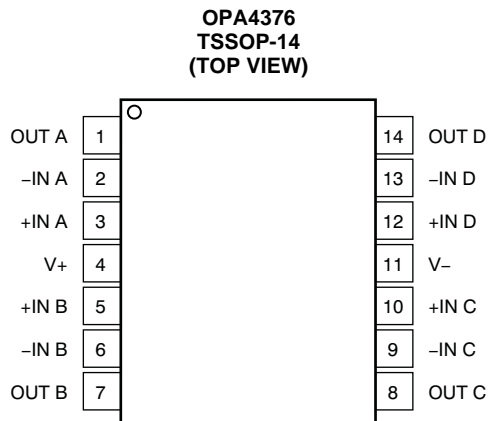 OPA4376
TSSOP-14
(TOP VIEW)
OUT A 1 14 OUT D
−IN A 2 13 −IN D
+IN A 3 12 +IN D
V+ 4 11 V−
+IN B 5 10 +IN C
−IN B 6 9 −IN C
OUT B 7 8 OUT C